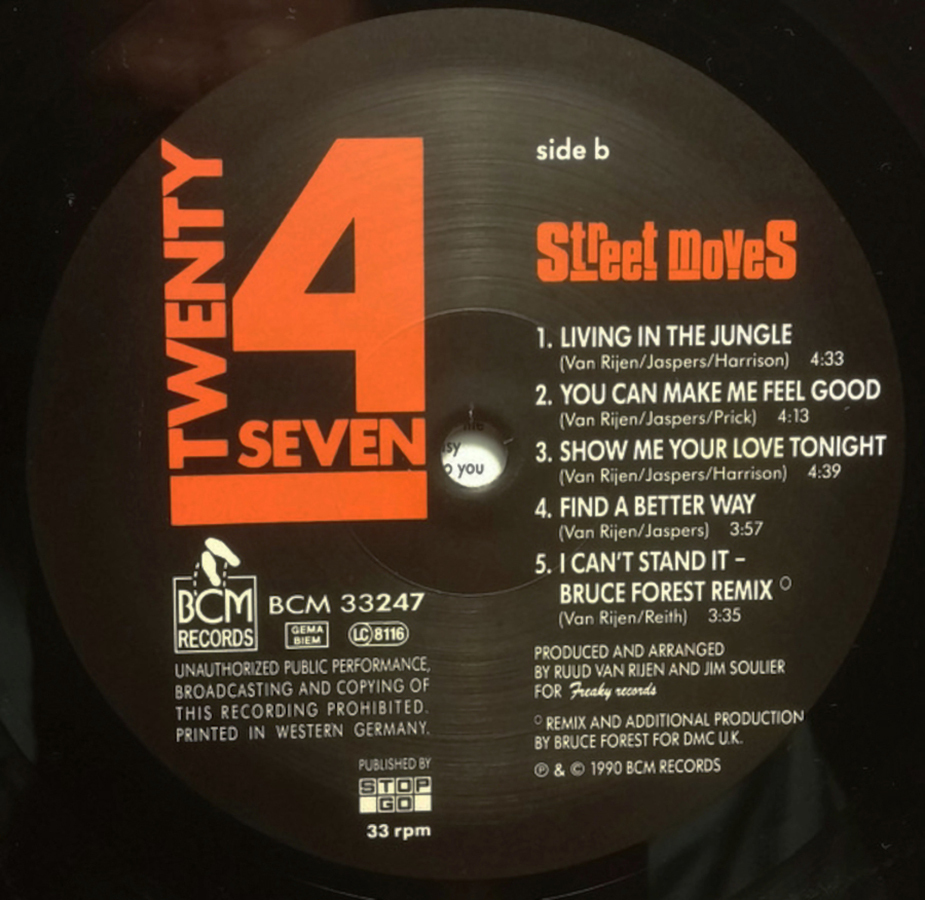 TWENTY
4
SEVEN
BCM
RECORDS
BCM 33247
GEMA
BIEM
LC 8116
UNAUTHORIZED PUBLIC PERFORMANCE,
BROADCASTING AND COPYING OF
THIS RECORDING PROHIBITED.
PRINTED IN WESTERN GERMANY.
PUBLISHED BY
STOP
GO
33 rpm
side b
Street moves
1. LIVING IN THE JUNGLE
(Van Rijen/Jaspers/Harrison) 4:33
2. YOU CAN MAKE ME FEEL GOOD
(Van Rijen/Jaspers/Prick) 4:13
3. SHOW ME YOUR LOVE TONIGHT
(Van Rijen/Jaspers/Harrison) 4:39
4. FIND A BETTER WAY
(Van Rijen/Jaspers) 3:57
5. I CAN'T STAND IT –
BRUCE FOREST REMIX O
(Van Rijen/Reith) 3:35
PRODUCED AND ARRANGED
BY RUUD VAN RIJEN AND JIM SOULIER
FOR Freaky records
O REMIX AND ADDITIONAL PRODUCTION
BY BRUCE FOREST FOR DMC U.K.
℗ & © 1990 BCM RECORDS
you